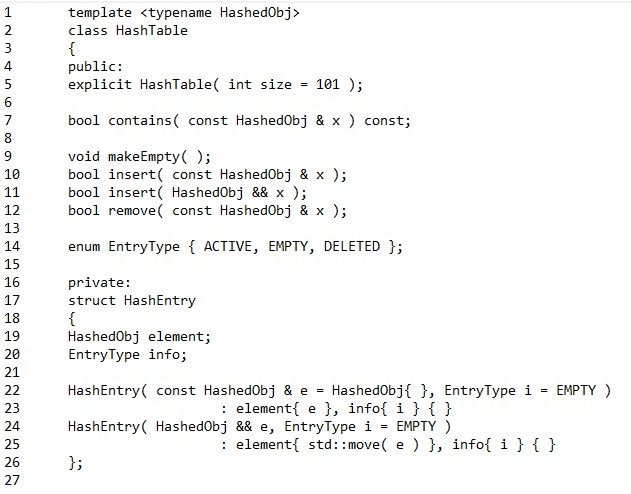 1 template <typename HashedObj>
2 class HashTable
3 {
4 public:
5 explicit HashTable( int size = 101 );
6
7 bool contains( const HashedObj & x ) const;
8
9 void makeEmpty( );
10 bool insert( const HashedObj & x );
11 bool insert( HashedObj && x );
12 bool remove( const HashedObj & x );
13
14 enum EntryType { ACTIVE, EMPTY, DELETED };
15
16 private:
17 struct HashEntry
18 {
19 HashedObj element;
20 EntryType info;
21
22 HashEntry( const HashedObj & e = HashedObj{ }, EntryType i = EMPTY )
23 : element{ e }, info{ i } { }
24 HashEntry( HashedObj && e, EntryType i = EMPTY )
25 : element{ std::move( e ) }, info{ i } { }
26 };
27